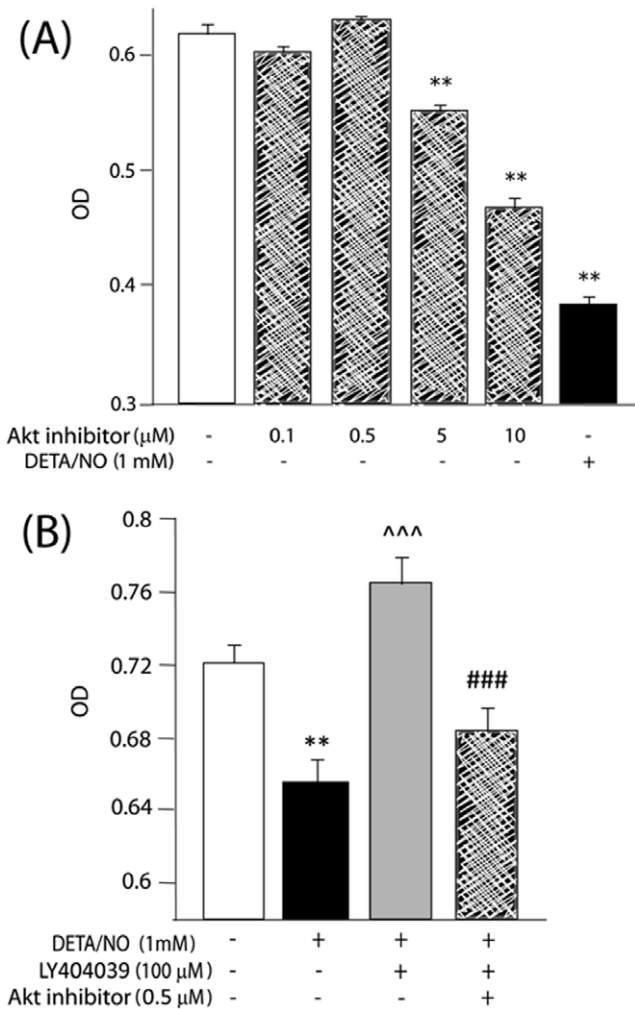 (A)
0.6
0.5
0.4
0.3
OD
**
**
**
Akt inhibitor (μM) - 0.1 0.5 5 10 -
DETA/NO (1 mM) - - - - - +
(B)
0.8
0.76
0.72
0.68
0.64
0.6
OD
**
^^^
###
DETA/NO (1mM) - + + +
LY404039 (100 μM) - - + +
Akt inhibitor (0.5 μM) - - - +